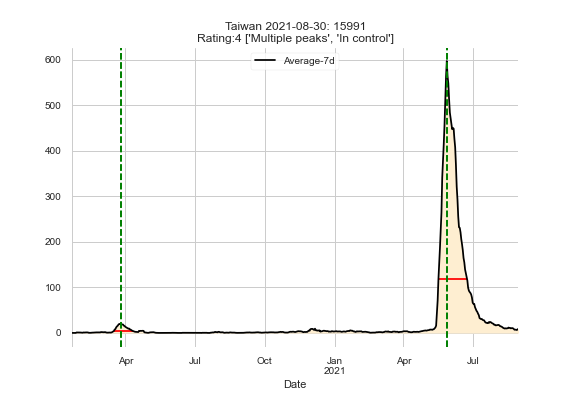 Taiwan 2021-08-30: 15991
Rating:4 ['Multiple peaks', 'In control']
Average-7d
600
500
400
300
200
100
0
Apr
Jul
Oct
Jan
2021
Apr
Jul
Date